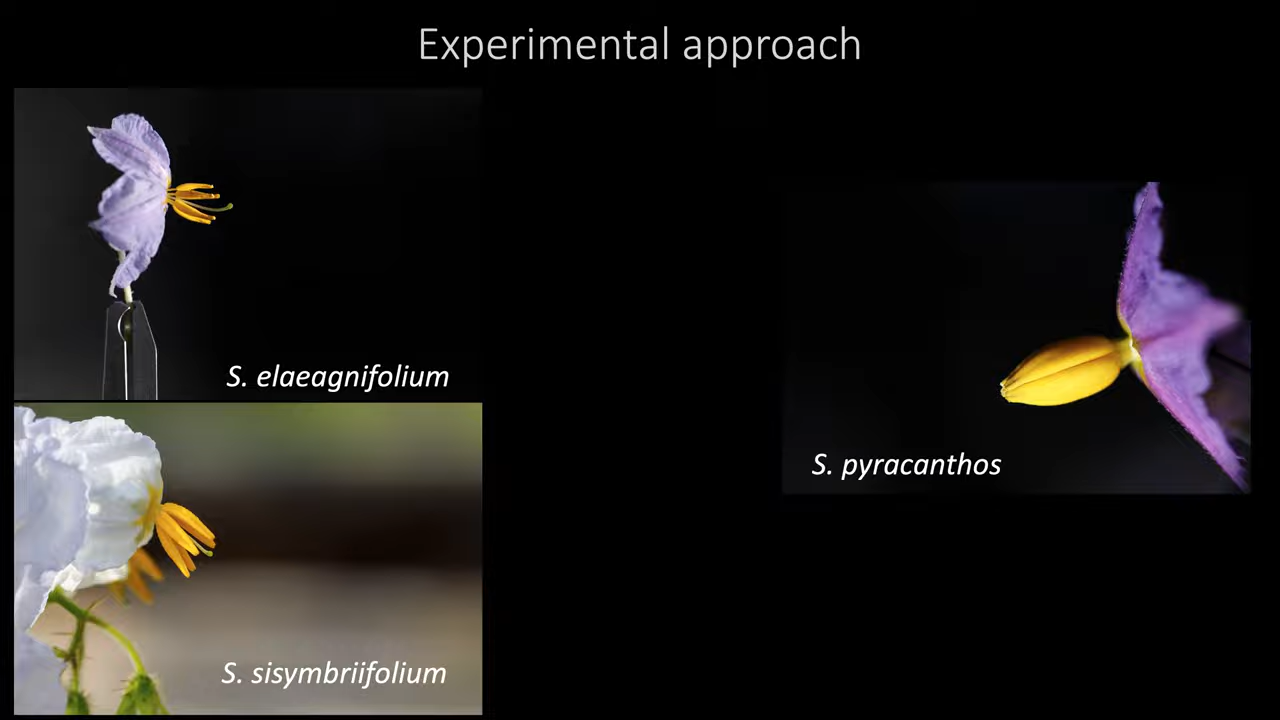 Experimental approach
S. elaeagnifolium
S. pyracanthos
S. sisymbriifolium